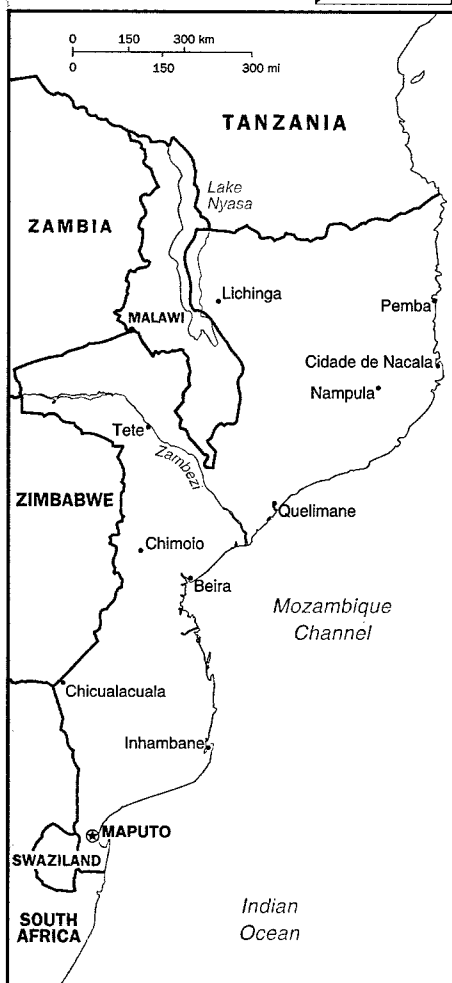 0 150 300 km
0 150 300 mi
TANZANIA
Lake
Nyasa
ZAMBIA
Lichinga
Pemba
MALAWI
Cidade de Nacala
Nampula
Tete
Zambezi
ZIMBABWE
Quelimane
Chimoio
Beira
Mozambique
Channel
Chicualacuala
Inhambane
MAPUTO
SWAZILAND
SOUTH
AFRICA
Indian
Ocean